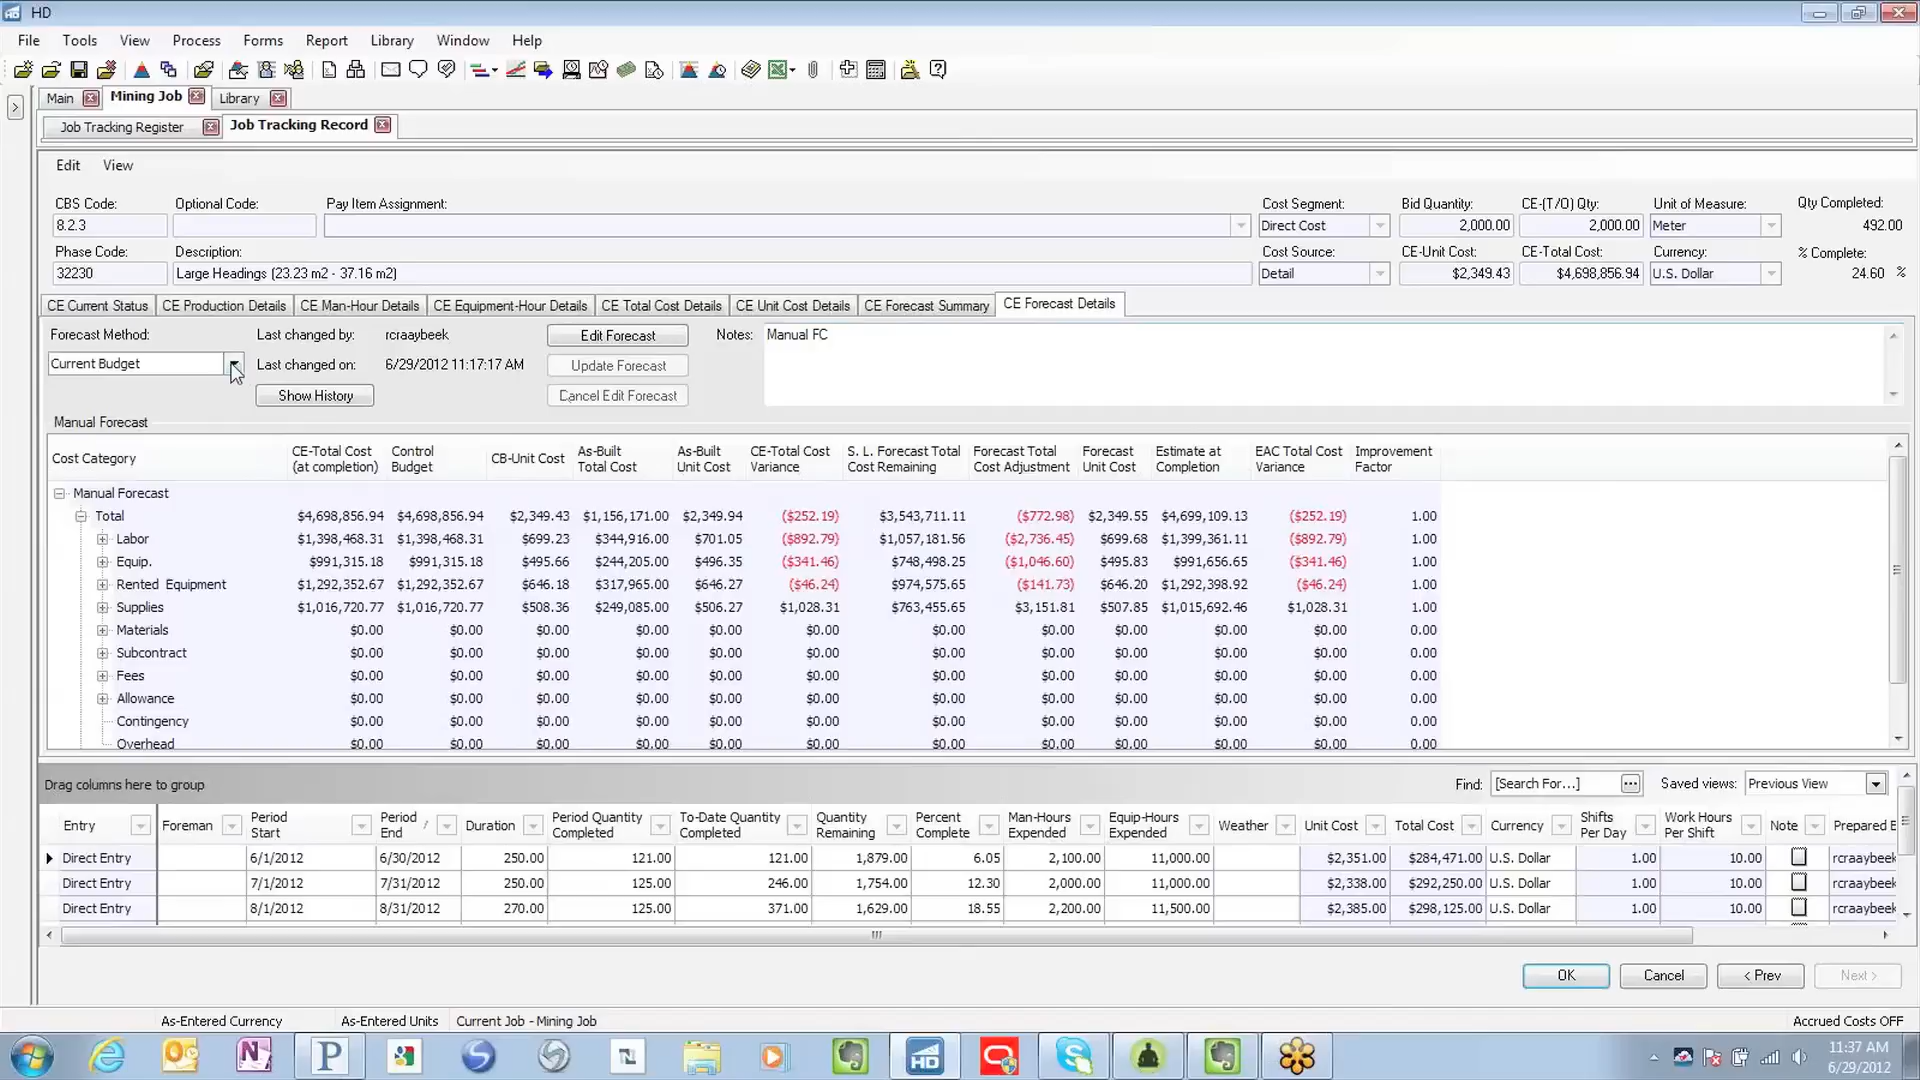 HD
File Tools View Process Forms Report Library Window Help
Main Mining Job Library
Job Tracking Register Job Tracking Record
Edit View
CBS Code: Optional Code: Pay Item Assignment: Cost Segment: Bid Quantity: CE-(T/O) Qty: Unit of Measure: Qty Completed:
8.2.3 Direct Cost 2,000.00 2,000.00 Meter 492.00
Phase Code: Description: Cost Source: CE-Unit Cost: CE-Total Cost: Currency: % Complete:
32230 Large Headings (23.23 m2 - 37.16 m2) Detail $2,349.43 $4,698,856.94 U.S. Dollar 24.60 %
CE Current Status CE Production Details CE Man-Hour Details CE Equipment-Hour Details CE Total Cost Details CE Unit Cost Details CE Forecast Summary CE Forecast Details
Forecast Method: Last changed by: rcraaybeek Edit Forecast Notes: Manual FC
Current Budget Last changed on: 6/29/2012 11:17:17 AM Update Forecast
Show History Cancel Edit Forecast
Manual Forecast
Cost Category CE-Total Cost (at completion) Control Budget CB-Unit Cost As-Built Total Cost As-Built Unit Cost CE-Total Cost Variance S. L. Forecast Total Cost Remaining Forecast Total Cost Adjustment Forecast Unit Cost Estimate at Completion EAC Total Cost Variance Improvement Factor
Manual Forecast
Total $4,698,856.94 $4,698,856.94 $2,349.43 $1,156,171.00 $2,349.94 ($252.19) $3,543,711.11 ($772.98) $2,349.55 $4,699,109.13 ($252.19) 1.00
Labor $1,398,468.31 $1,398,468.31 $699.23 $344,916.00 $701.05 ($892.79) $1,057,181.56 ($2,736.45) $699.68 $1,399,361.11 ($892.79) 1.00
Equip. $991,315.18 $991,315.18 $495.66 $244,205.00 $496.35 ($341.46) $748,498.25 ($1,046.60) $495.83 $991,656.65 ($341.46) 1.00
Rented Equipment $1,292,352.67 $1,292,352.67 $646.18 $317,965.00 $646.27 ($46.24) $974,575.65 ($141.73) $646.20 $1,292,398.92 ($46.24) 1.00
Supplies $1,016,720.77 $1,016,720.77 $508.36 $249,085.00 $506.27 $1,028.31 $763,455.65 $3,151.81 $507.85 $1,015,692.46 $1,028.31 1.00
Materials $0.00 $0.00 $0.00 $0.00 $0.00 $0.00 $0.00 $0.00 $0.00 $0.00 $0.00 0.00
Subcontract $0.00 $0.00 $0.00 $0.00 $0.00 $0.00 $0.00 $0.00 $0.00 $0.00 $0.00 0.00
Fees $0.00 $0.00 $0.00 $0.00 $0.00 $0.00 $0.00 $0.00 $0.00 $0.00 $0.00 0.00
Allowance $0.00 $0.00 $0.00 $0.00 $0.00 $0.00 $0.00 $0.00 $0.00 $0.00 $0.00 0.00
Contingency $0.00 $0.00 $0.00 $0.00 $0.00 $0.00 $0.00 $0.00 $0.00 $0.00 $0.00 0.00
Overhead $0.00 $0.00 $0.00 $0.00 $0.00 $0.00 $0.00 $0.00 $0.00 $0.00 $0.00 0.00
Drag columns here to group Find: [Search For...] Saved views: Previous View
Entry Foreman Period Start Period End Duration Period Quantity Completed To-Date Quantity Completed Quantity Remaining Percent Complete Man-Hours Expended Equip-Hours Expended Weather Unit Cost Total Cost Currency Shifts Per Day Work Hours Per Shift Note Prepared
Direct Entry 6/1/2012 6/30/2012 250.00 121.00 121.00 1,879.00 6.05 2,100.00 11,000.00 $2,351.00 $284,471.00 U.S. Dollar 1.00 10.00 rcraaybeek
Direct Entry 7/1/2012 7/31/2012 250.00 125.00 246.00 1,754.00 12.30 2,000.00 11,000.00 $2,338.00 $292,250.00 U.S. Dollar 1.00 10.00 rcraaybeek
Direct Entry 8/1/2012 8/31/2012 270.00 125.00 371.00 1,629.00 18.55 2,200.00 11,500.00 $2,385.00 $298,125.00 U.S. Dollar 1.00 10.00 rcraaybeek
OK Cancel < Prev Next >
As-Entered Currency As-Entered Units Current Job - Mining Job Accrued Costs OFF
11:37 AM
6/29/2012